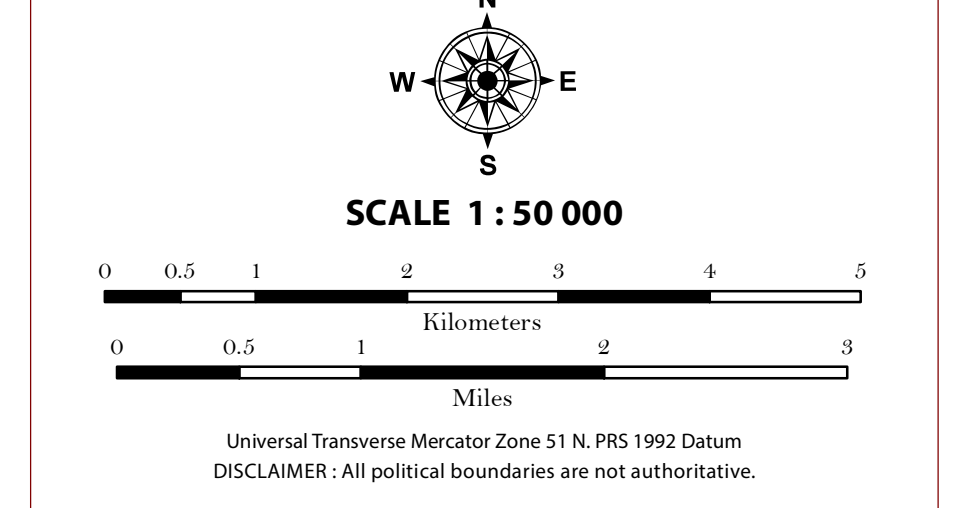 N
W E
S
SCALE 1 : 50 000
0 0.5 1 2 3 4 5
Kilometers
0 0.5 1 2 3
Miles
Universal Transverse Mercator Zone 51 N. PRS 1992 Datum
DISCLAIMER : All political boundaries are not authoritative.